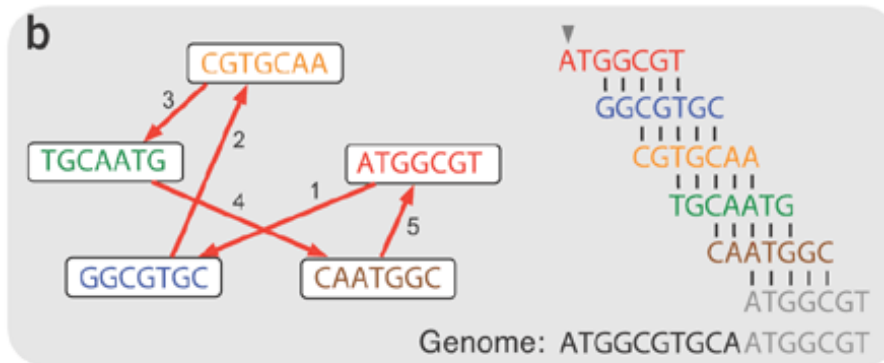 b
CGTGCAA
3
2
TGCAATG
ATGGCGT
1
4
5
GGCGTGC
CAATGGC
ATGGCGT
GGCGTGC
CGTGCAA
TGCAATG
CAATGGC
ATGGCGT
Genome: ATGGCGTGCAATGGCGT